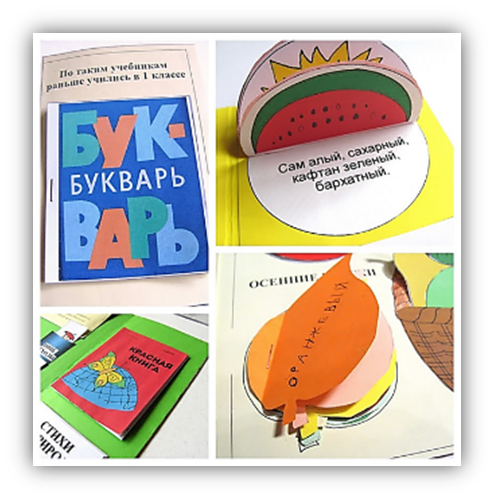 По таким учебникам
раньше учились в 1 классе
БУК-
БУКВАРЬ
ВАРЬ
Сам алый, сахарный,
кафтан зеленый,
бархатный.
КРАСНАЯ
КНИГА
СТИХИ
ОСЕННИЕ
ОРАНЖЕВЫЙ